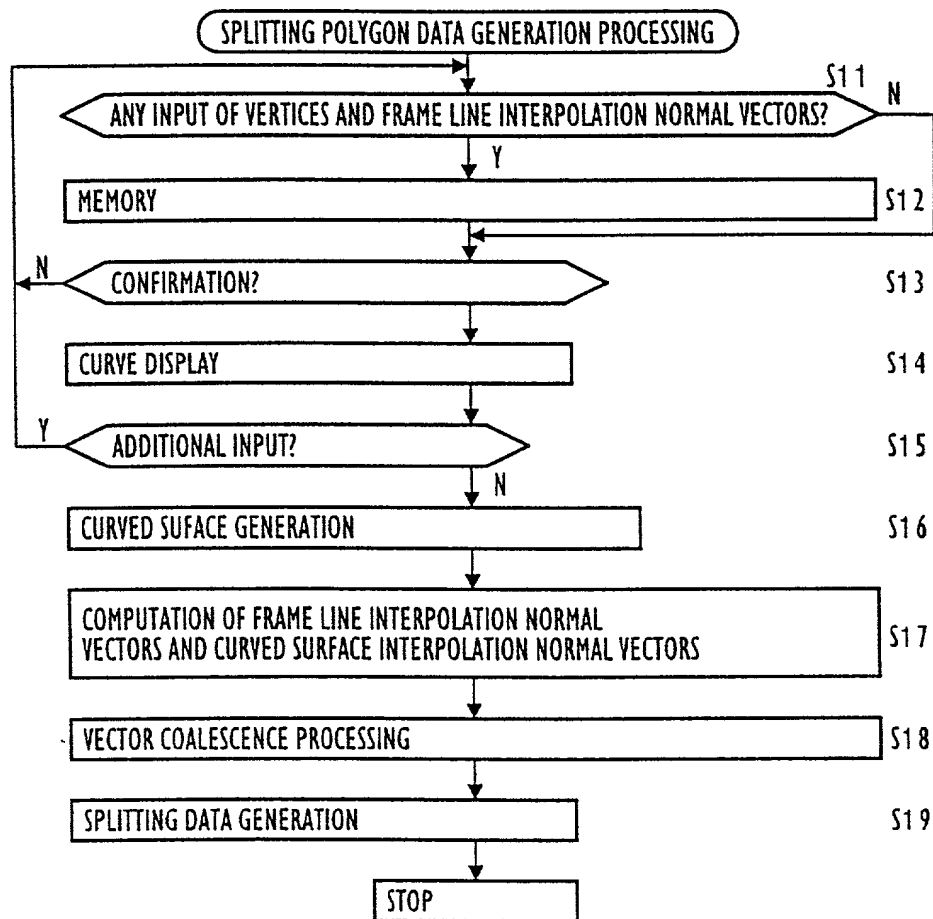 SPLITTING POLYGON DATA GENERATION PROCESSING
S11
ANY INPUT OF VERTICES AND FRAME LINE INTERPOLATION NORMAL VECTORS?
N
Y
MEMORY
S12
N
CONFIRMATION?
S13
CURVE DISPLAY
S14
Y
ADDITIONAL INPUT?
S15
N
CURVED SUFACE GENERATION
S16
COMPUTATION OF FRAME LINE INTERPOLATION NORMAL
VECTORS AND CURVED SURFACE INTERPOLATION NORMAL VECTORS
S17
VECTOR COALESCENCE PROCESSING
S18
SPLITTING DATA GENERATION
S19
STOP